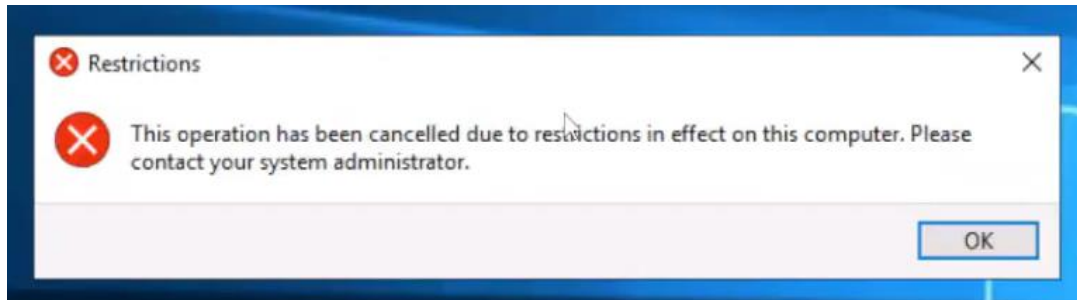 Restrictions
This operation has been cancelled due to restrictions in effect on this computer. Please
contact your system administrator.
OK